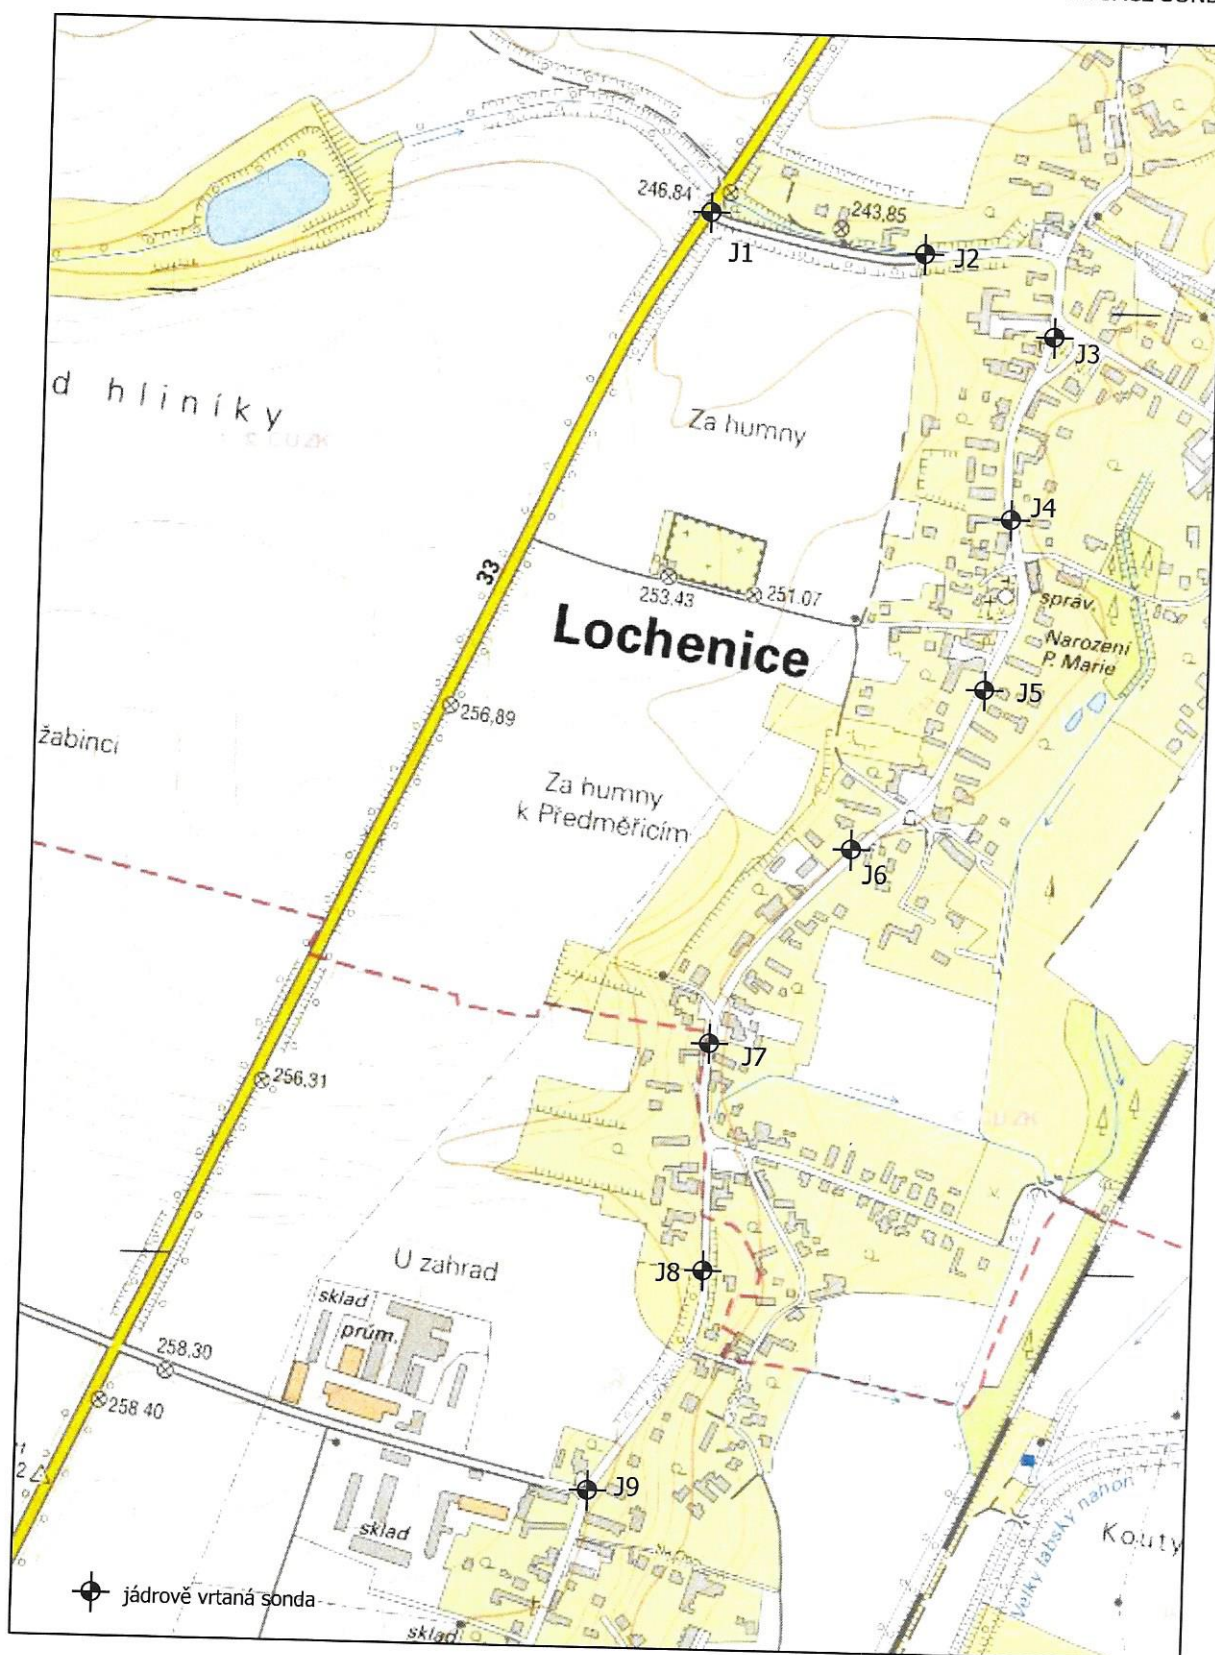 246,84
243,85
J1
J2
J3
d hliníky
Za humny
J4
33
253.43
251.07
správ.
Lochenice
Narození
P. Marie
J5
256,89
žabinci
Za humny
k Předměřicím
J6
J7
256,31
U zahrad
J8
sklad
prům.
258,30
258 40
2
J9
sklad
Velký labský náhon
Kouty
jádrově vrtaná sonda
sklad